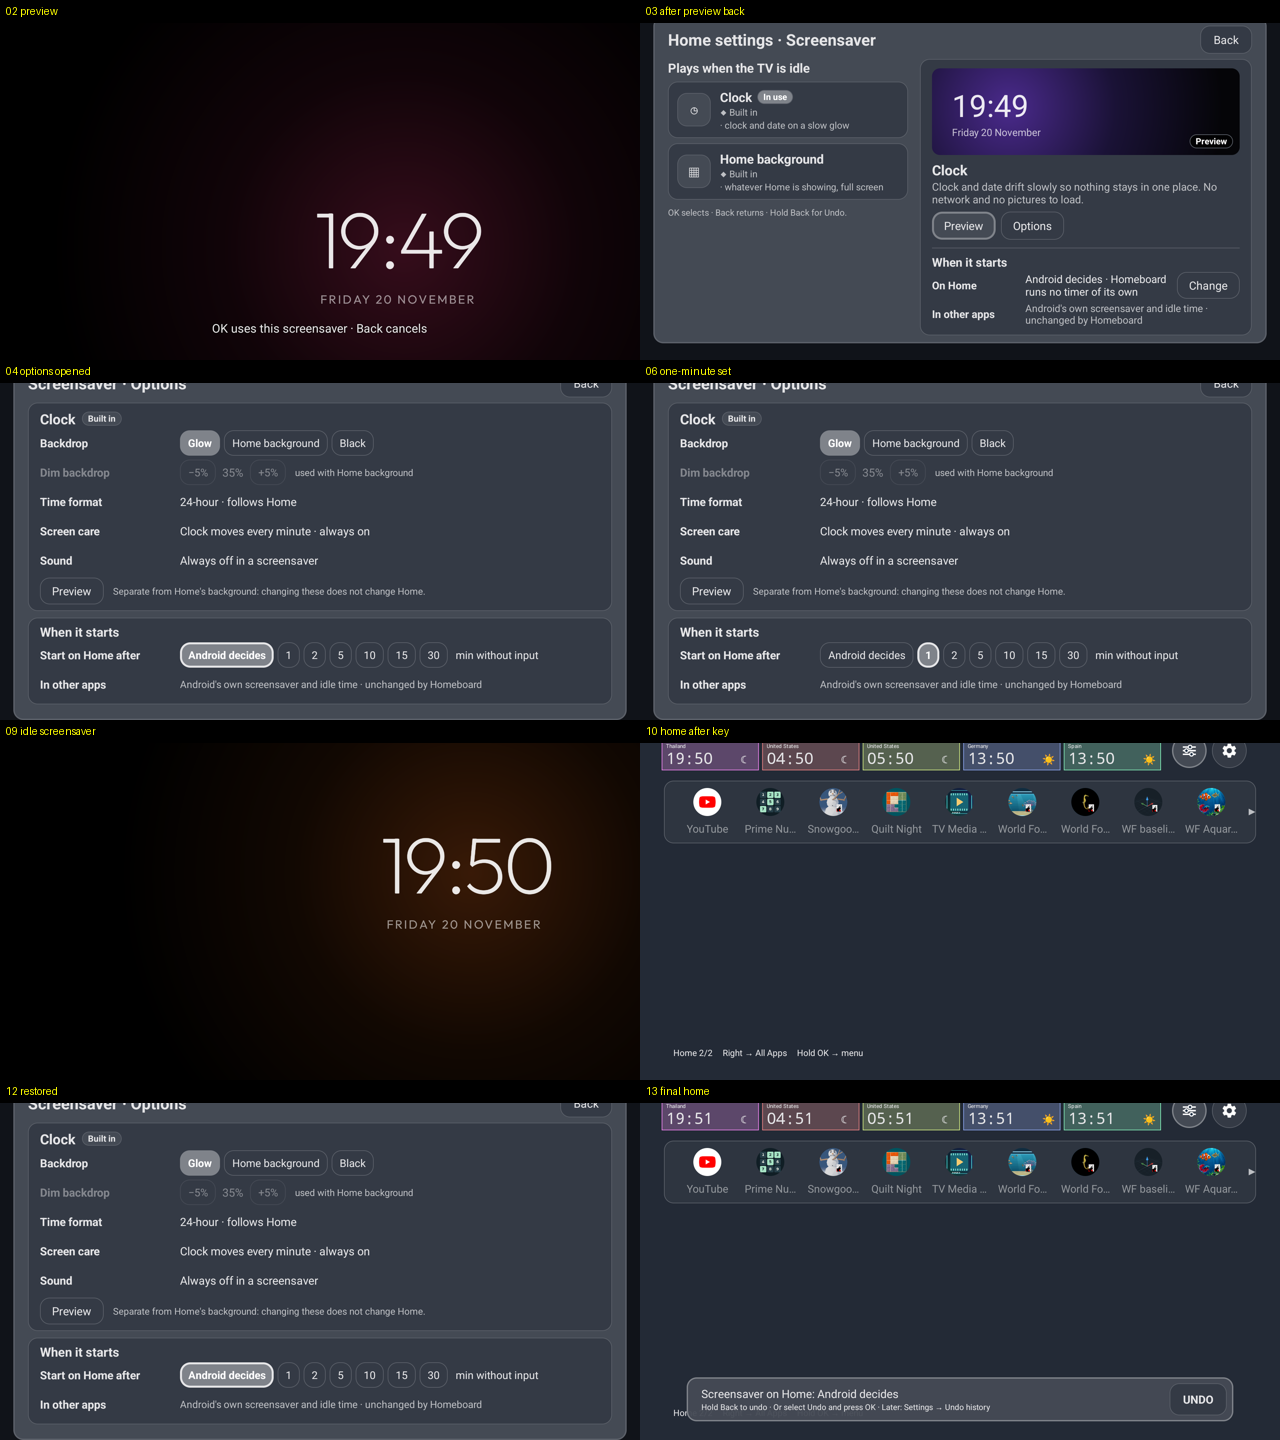 02 preview
19:49
FRIDAY 20 NOVEMBER
OK uses this screensaver · Back cancels
03 after preview back
Home settings · Screensaver
Back
Plays when the TV is idle
Clock In use
◆ Built in
· clock and date on a slow glow
Home background
◆ Built in
· whatever Home is showing, full screen
OK selects · Back returns · Hold Back for Undo.
19:49
Friday 20 November
Preview
Clock
Clock and date drift slowly so nothing stays in one place. No
network and no pictures to load.
Preview Options
When it starts
On Home Android decides · Homeboard
runs no timer of its own
Change
In other apps Android's own screensaver and idle time ·
unchanged by Homeboard
04 options opened
Screensaver · Options
Back
Clock Built in
Backdrop Glow Home background Black
Dim backdrop −5% 35% +5% used with Home background
Time format 24-hour · follows Home
Screen care Clock moves every minute · always on
Sound Always off in a screensaver
Preview Separate from Home's background: changing these does not change Home.
When it starts
Start on Home after Android decides 1 2 5 10 15 30 min without input
In other apps Android's own screensaver and idle time · unchanged by Homeboard
06 one-minute set
Screensaver · Options
Back
Clock Built in
Backdrop Glow Home background Black
Dim backdrop −5% 35% +5% used with Home background
Time format 24-hour · follows Home
Screen care Clock moves every minute · always on
Sound Always off in a screensaver
Preview Separate from Home's background: changing these does not change Home.
When it starts
Start on Home after Android decides 1 2 5 10 15 30 min without input
In other apps Android's own screensaver and idle time · unchanged by Homeboard
09 idle screensaver
19:50
FRIDAY 20 NOVEMBER
10 home after key
Thailand United States United States Germany Spain
19:50 04:50 05:50 13:50 13:50
YouTube Prime Nu... Snowgoo... Quilt Night TV Media ... World Fo... World Fo... WF baseli... WF Aquar...
Home 2/2 Right → All Apps Hold OK → menu
12 restored
Screensaver · Options
Back
Clock Built in
Backdrop Glow Home background Black
Dim backdrop −5% 35% +5% used with Home background
Time format 24-hour · follows Home
Screen care Clock moves every minute · always on
Sound Always off in a screensaver
Preview Separate from Home's background: changing these does not change Home.
When it starts
Start on Home after Android decides 1 2 5 10 15 30 min without input
In other apps Android's own screensaver and idle time · unchanged by Homeboard
13 final home
Thailand United States United States Germany Spain
19:51 04:51 05:51 13:51 13:51
YouTube Prime Nu... Snowgoo... Quilt Night TV Media ... World Fo... World Fo... WF baseli... WF Aquar...
Screensaver on Home: Android decides
Hold Back to undo · Or select Undo and press OK · Later: Settings → Undo history
UNDO